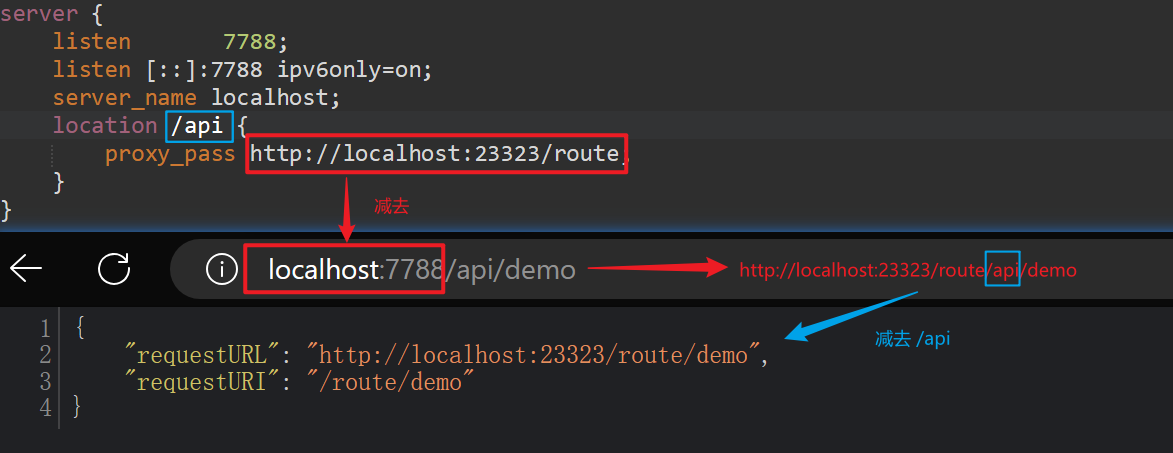 server {
listen 7788;
listen [::]:7788 ipv6only=on;
server_name localhost;
location /api {
proxy_pass http://localhost:23323/route;
}
}
减去
localhost:7788/api/demo
http://localhost:23323/route/api/demo
减去 /api
1 {
2 "requestURL": "http://localhost:23323/route/demo",
3 "requestURI": "/route/demo"
4 }